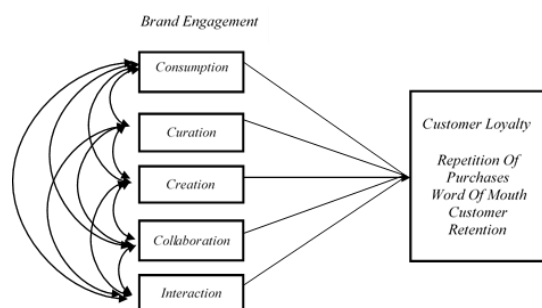 Brand Engagement
Consumption
Curation
Creation
Collaboration
Interaction
Customer Loyalty
Repetition Of
Purchases
Word Of Mouth
Customer
Retention